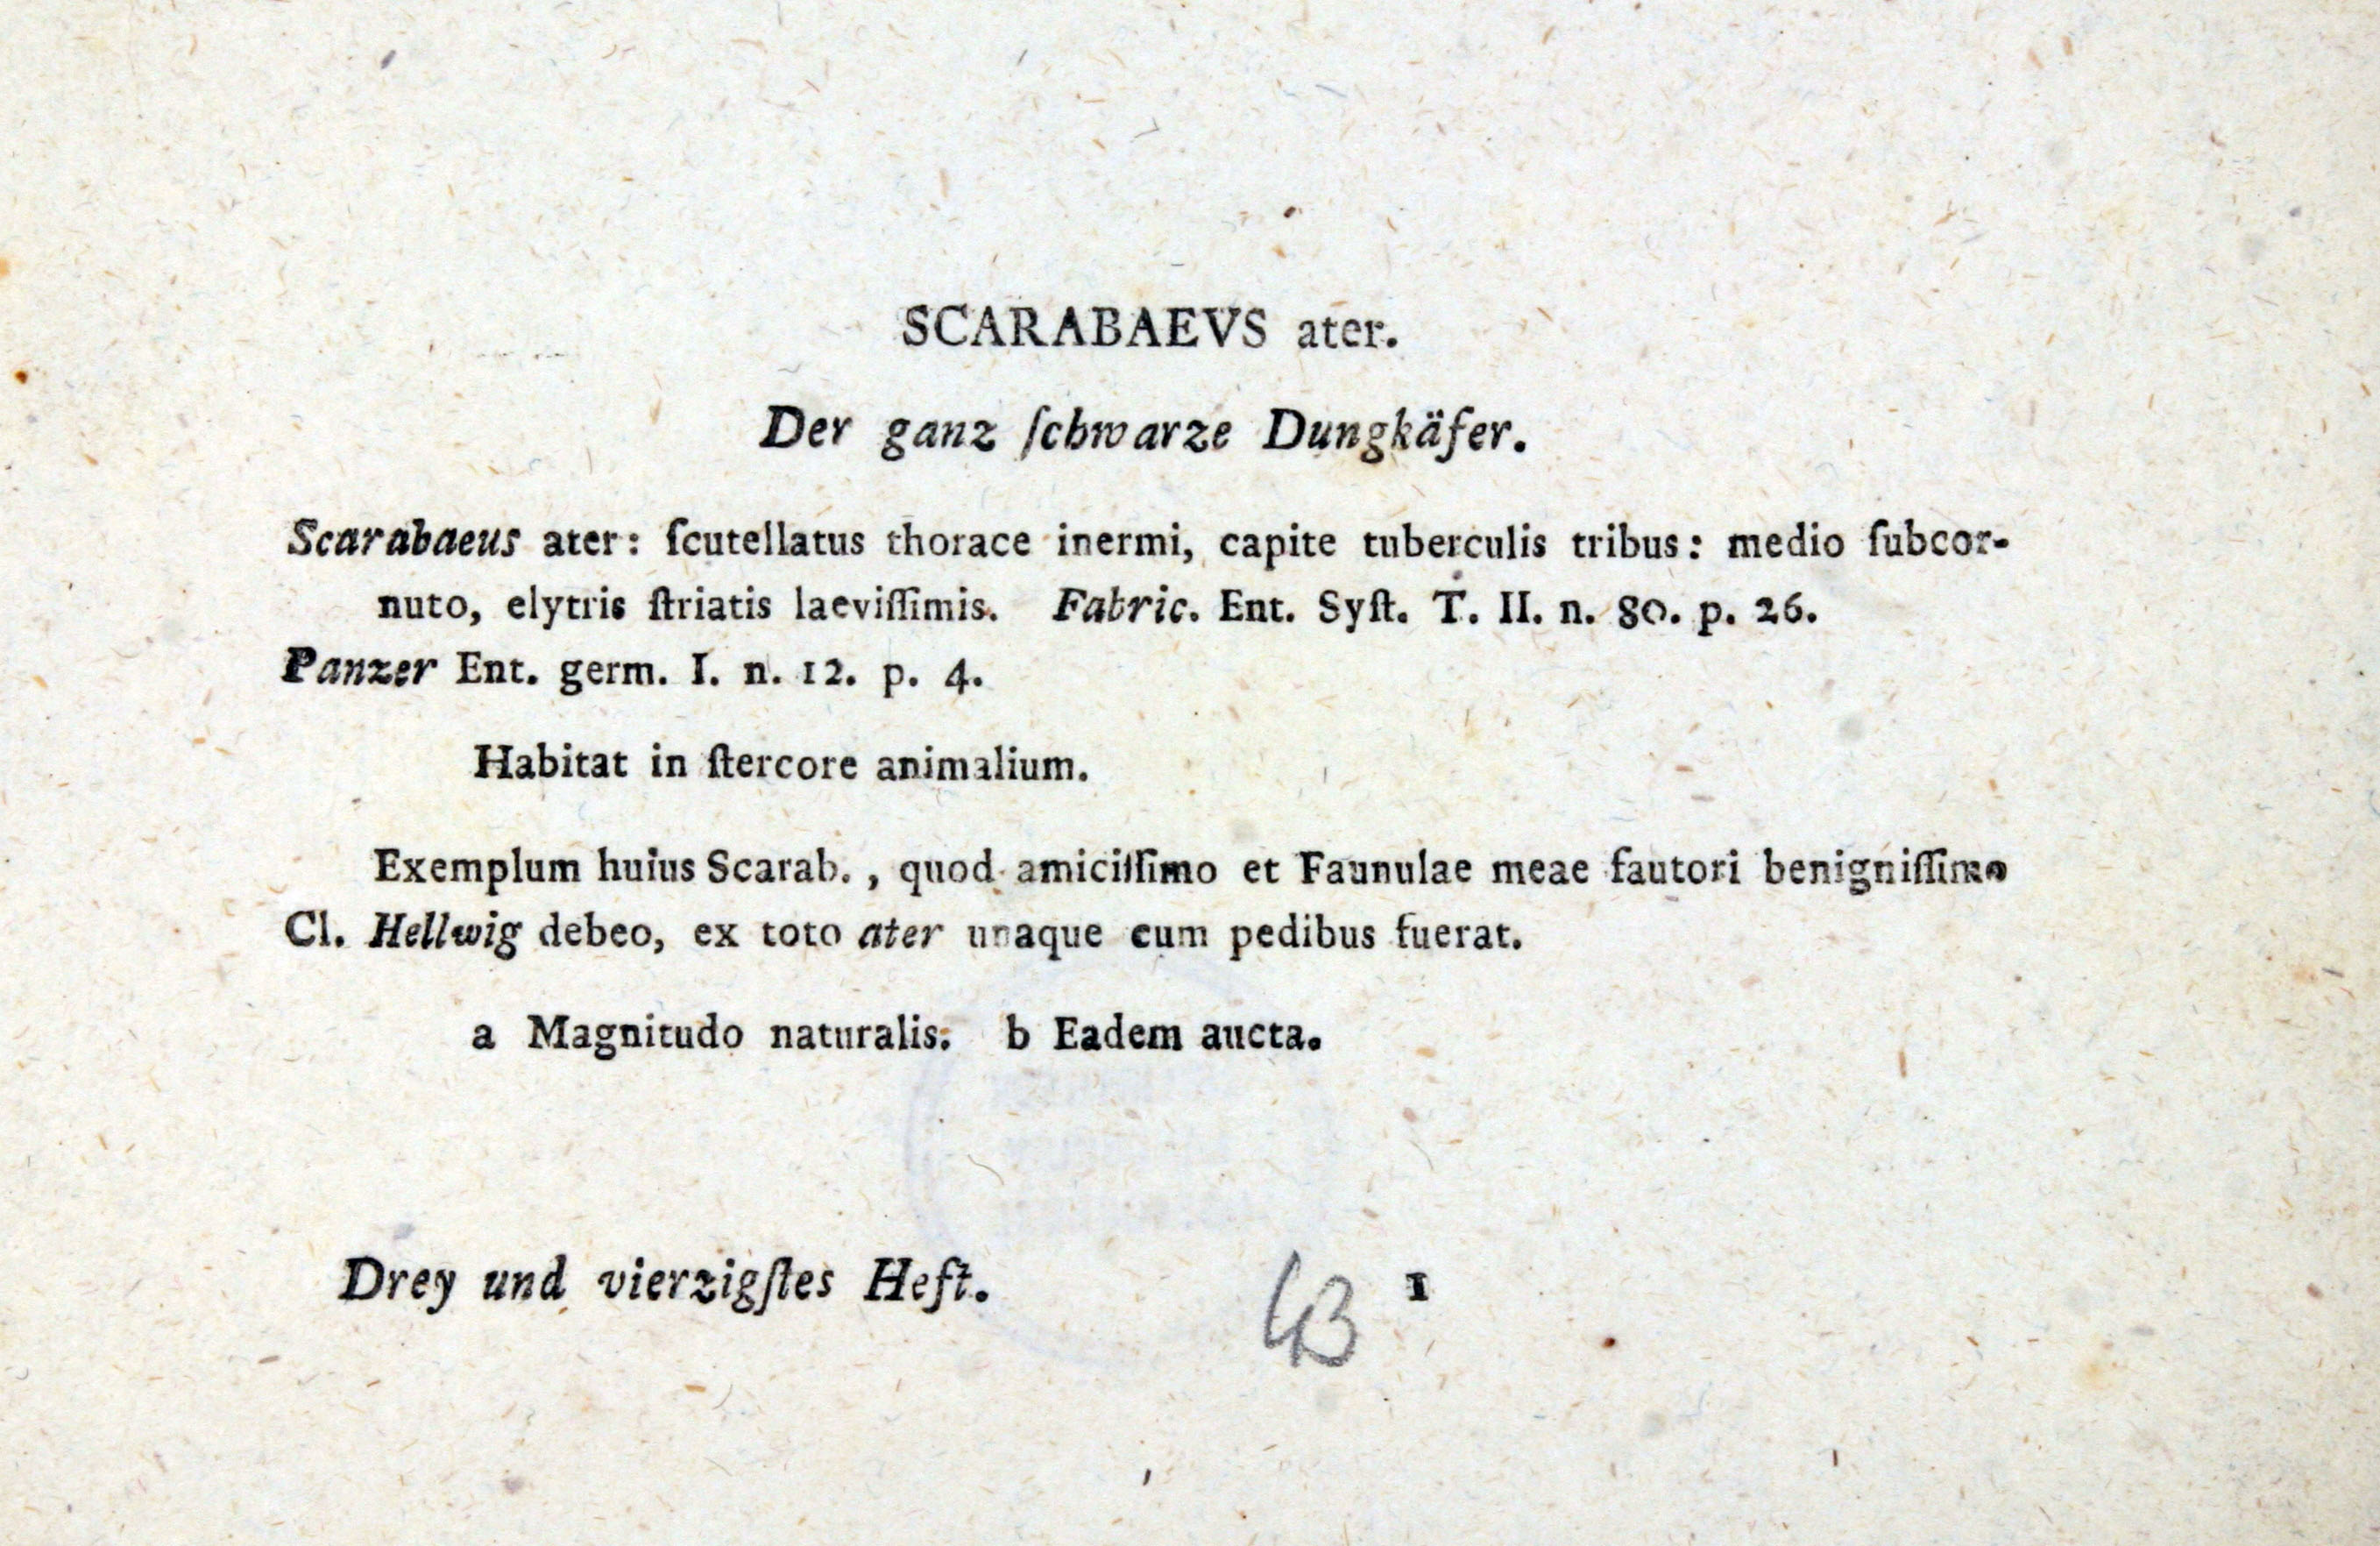 SCARABAEVS ater.
Der ganz ſchwarze Dungkäfer.
Scarabaeus ater: ſcutellatus thorace inermi, capite tuberculis tribus: medio ſubcor-
nuto, elytris ſtriatis laeviſſimis. Fabric. Ent. Syſt. T. II. n. 80. p. 26.
Panzer Ent. germ. I. n. 12. p. 4.
Habitat in ſtercore animalium.
Exemplum huius Scarab., quod amiciſſimo et Faunulae meae fautori benigniſſimo
Cl. Hellwig debeo, ex toto ater unaque cum pedibus fuerat.
a Magnitudo naturalis. b Eadem aucta.
Drey und vierzigſtes Heft. 43 1